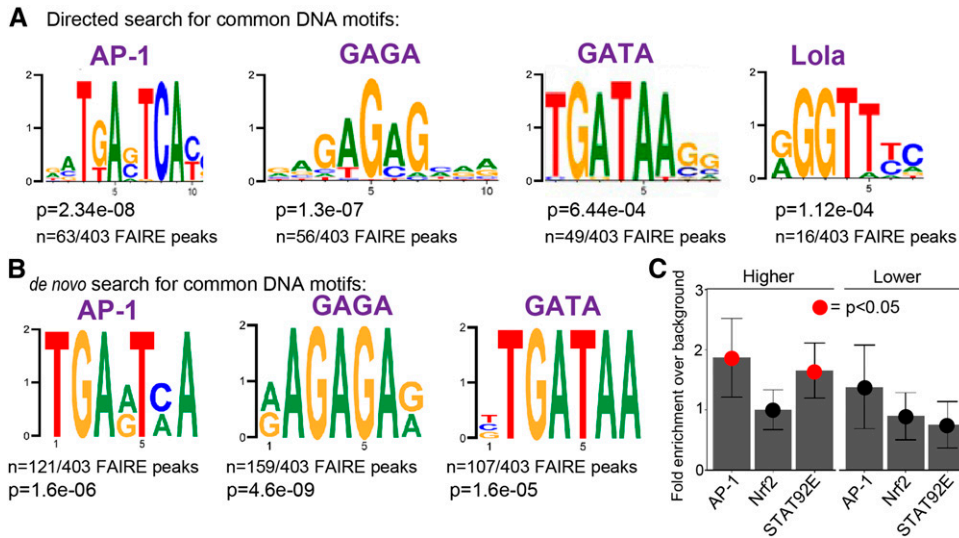 A Directed search for common DNA motifs:
AP-1 GAGA GATA Lola
p=2.34e-08 p=1.3e-07 p=6.44e-04 p=1.12e-04
n=63/403 FAIRE peaks n=56/403 FAIRE peaks n=49/403 FAIRE peaks n=16/403 FAIRE peaks
B de novo search for common DNA motifs:
AP-1 GAGA GATA
n=121/403 FAIRE peaks n=159/403 FAIRE peaks n=107/403 FAIRE peaks
p=1.6e-06 p=4.6e-09 p=1.6e-05
C
Higher Lower
= p<0.05
Fold enrichment over background
3
2
1
0
AP-1 Nrf2 STAT92E AP-1 Nrf2 STAT92E